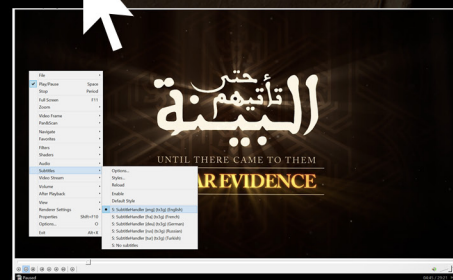 حتى
تأتيهم
البينة
UNTIL THERE CAME TO THEM
AR EVIDENCE
File
Play/Pause Space
Stop Period
Full Screen F11
Zoom
Video Frame
Pan&Scan
Navigate
Favorites
Filters
Shaders
Audio
Subtitles
Video Stream
Volume
After Playback
View
Renderer Settings
Properties Shift+F10
Options... O
Exit Alt+X
Options...
Styles...
Reload
Enable
Default Style
S: SubtitleHandler [eng] (tx3g) (English)
S: SubtitleHandler [fra] (tx3g) (French)
S: SubtitleHandler [deu] (tx3g) (German)
S: SubtitleHandler [rus] (tx3g) (Russian)
S: SubtitleHandler [tur] (tx3g) (Turkish)
S: No subtitles
Paused